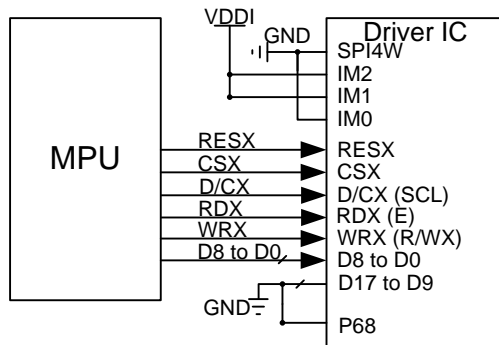 VDDI
GND
Driver IC
SPI4W
IM2
IM1
IM0
MPU
RESX
RESX
CSX
CSX
D/CX
D/CX (SCL)
RDX
RDX (E)
WRX
WRX (R/WX)
D8 to D0
D8 to D0
D17 to D9
GND
P68